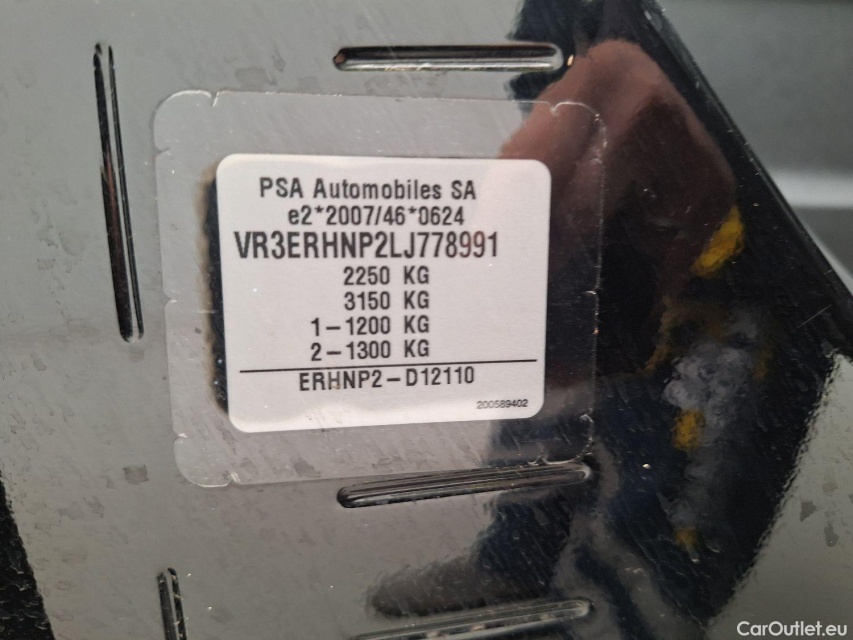 PSA Automobiles SA
e2*2007/46*0624
VR3ERHNP2LJ778991
2250 KG
3150 KG
1-1200 KG
2-1300 KG
ERHNP2-D12110
200589402
CarOutlet.eu